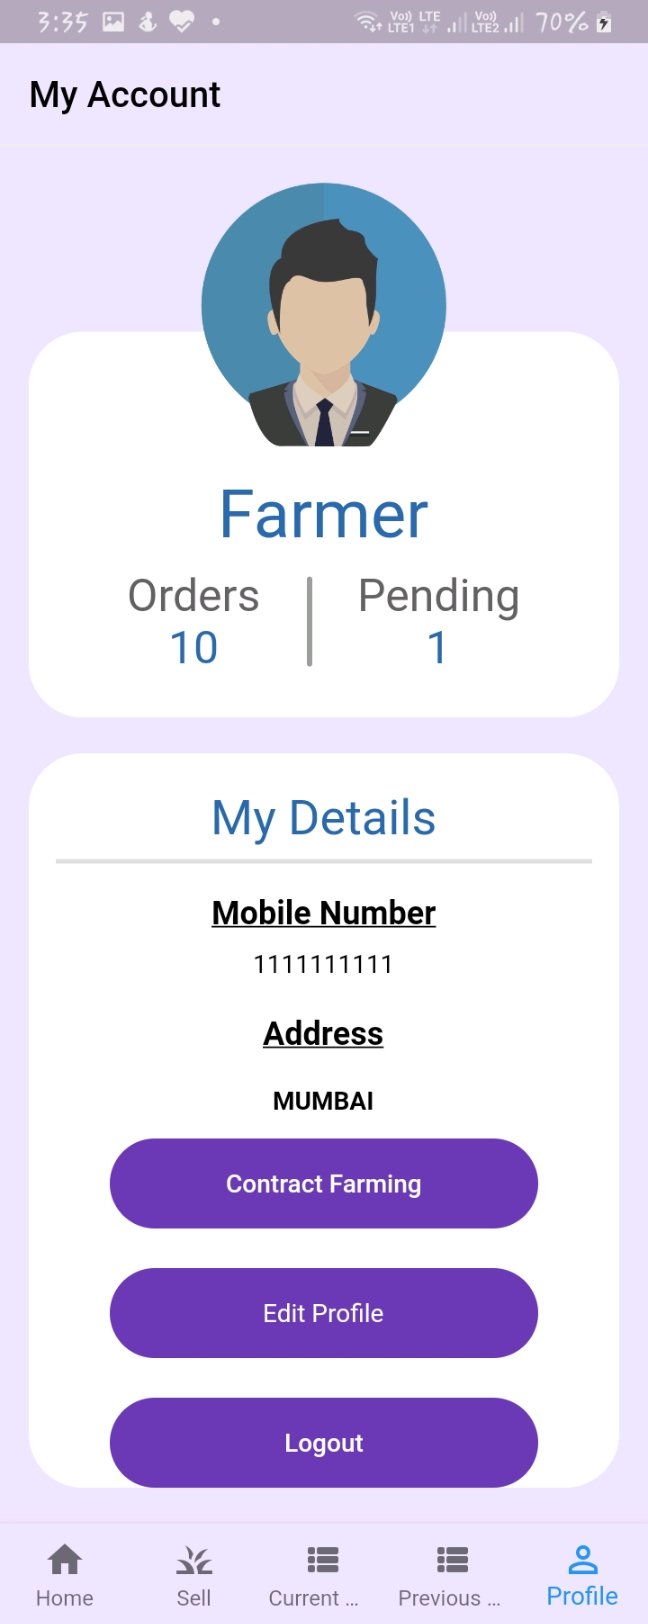 3:35 Vo) LTE Vo) 70%
LTE1 LTE2
My Account
Farmer
Orders Pending
10 1
My Details
Mobile Number
1111111111
Address
MUMBAI
Contract Farming
Edit Profile
Logout
Home Sell Current ... Previous ... Profile